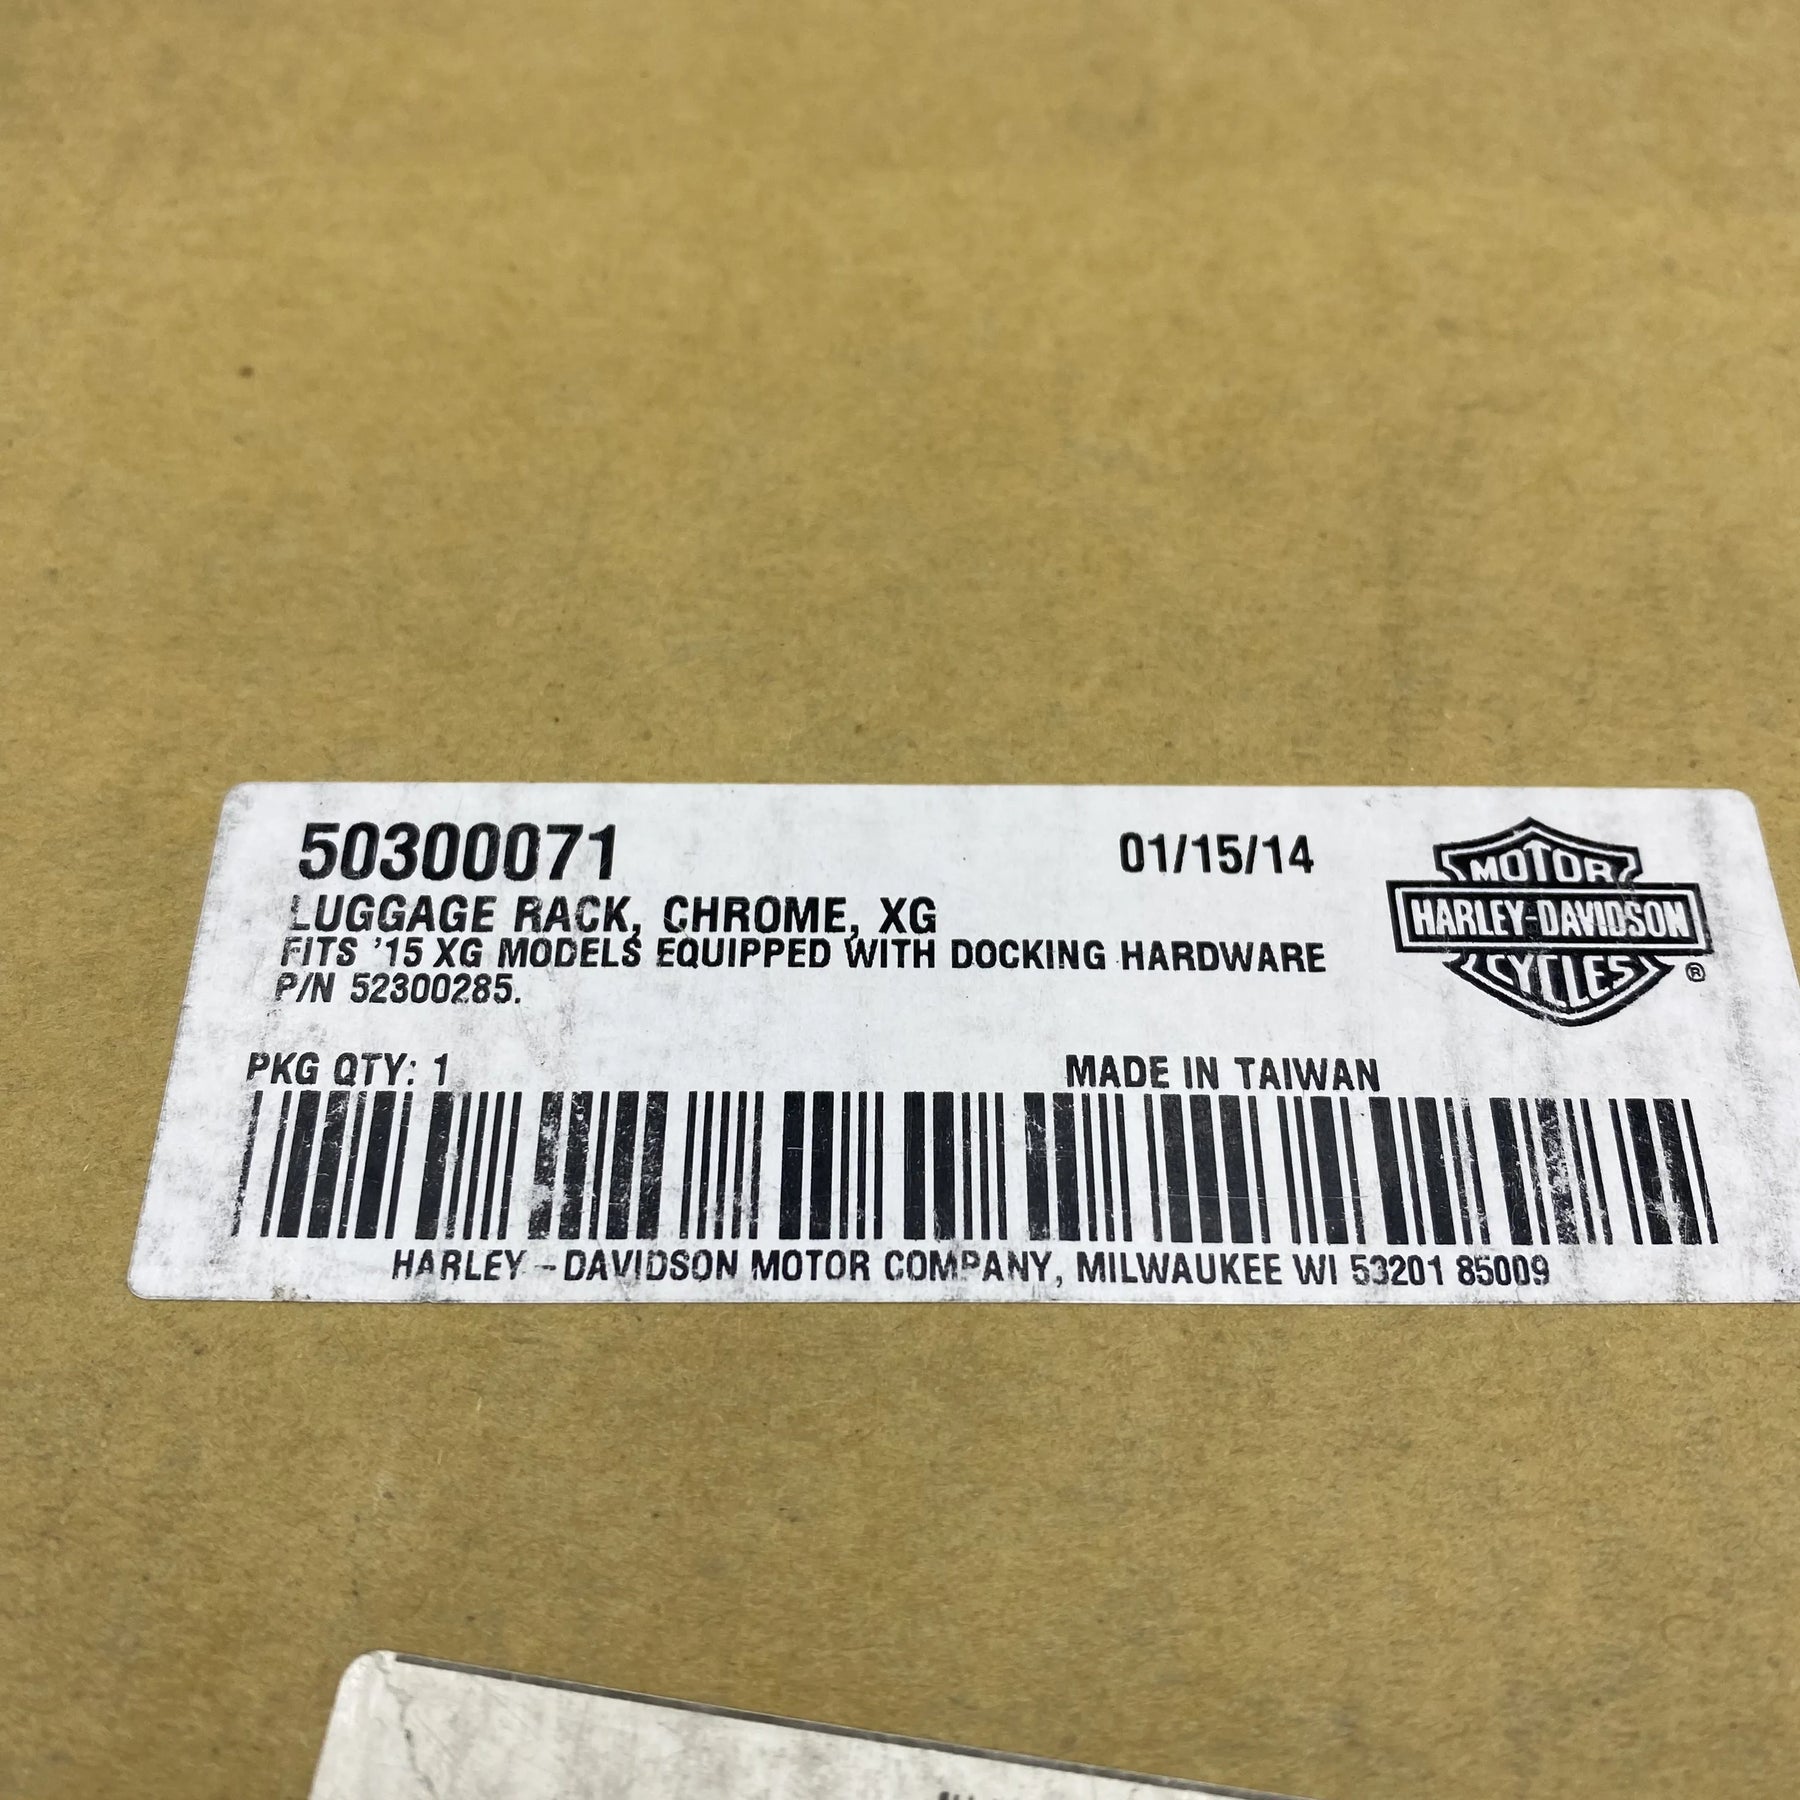 50300071
01/15/14
LUGGAGE RACK, CHROME, XG
FITS '15 XG MODELS EQUIPPED WITH DOCKING HARDWARE
P/N 52300285.
MOTOR
HARLEY-DAVIDSON
CYCLES
®
PKG QTY: 1
MADE IN TAIWAN
HARLEY-DAVIDSON MOTOR COMPANY, MILWAUKEE WI 53201 85009